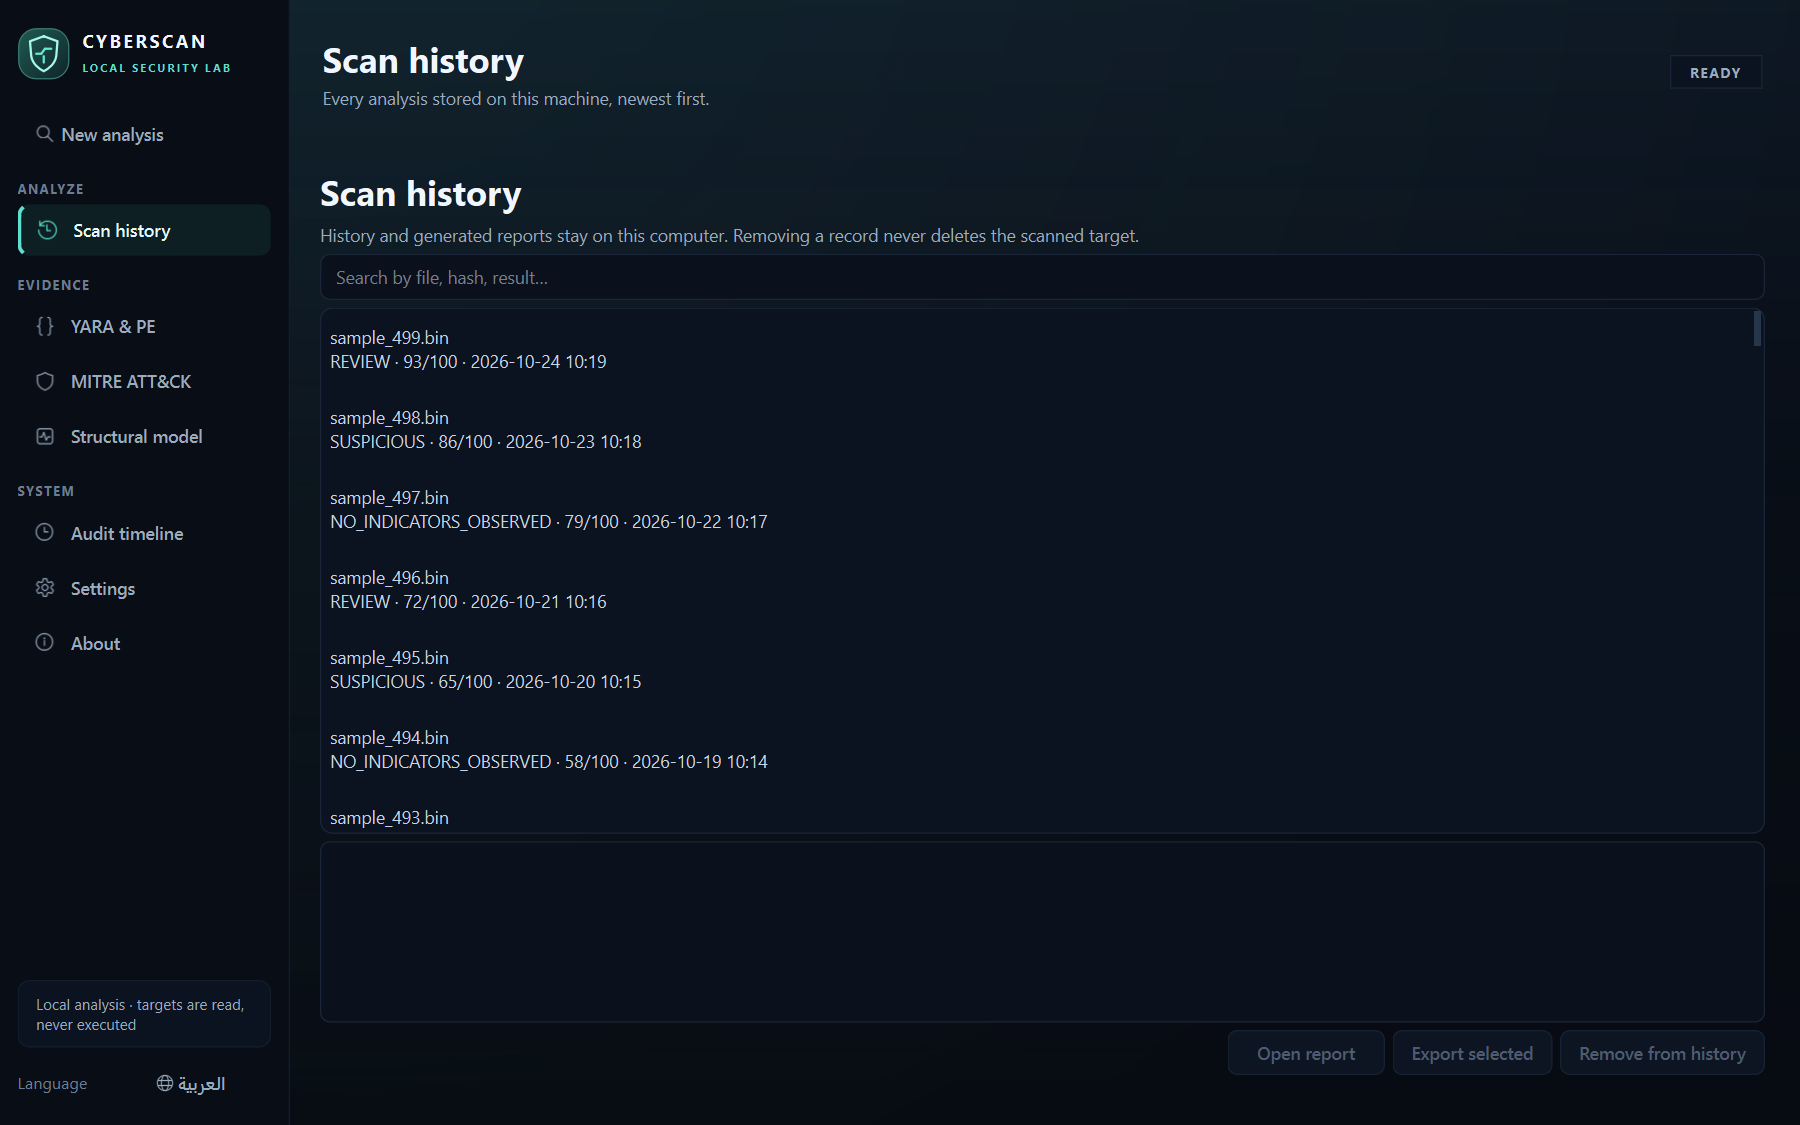 CYBERSCAN
LOCAL SECURITY LAB
New analysis
ANALYZE
Scan history
EVIDENCE
YARA & PE
MITRE ATT&CK
Structural model
SYSTEM
Audit timeline
Settings
About
Local analysis · targets are read,
never executed
Language
العربية
Scan history
Every analysis stored on this machine, newest first.
READY
Scan history
History and generated reports stay on this computer. Removing a record never deletes the scanned target.
Search by file, hash, result...
sample_499.bin
REVIEW · 93/100 · 2026-10-24 10:19
sample_498.bin
SUSPICIOUS · 86/100 · 2026-10-23 10:18
sample_497.bin
NO_INDICATORS_OBSERVED · 79/100 · 2026-10-22 10:17
sample_496.bin
REVIEW · 72/100 · 2026-10-21 10:16
sample_495.bin
SUSPICIOUS · 65/100 · 2026-10-20 10:15
sample_494.bin
NO_INDICATORS_OBSERVED · 58/100 · 2026-10-19 10:14
sample_493.bin
Open report
Export selected
Remove from history